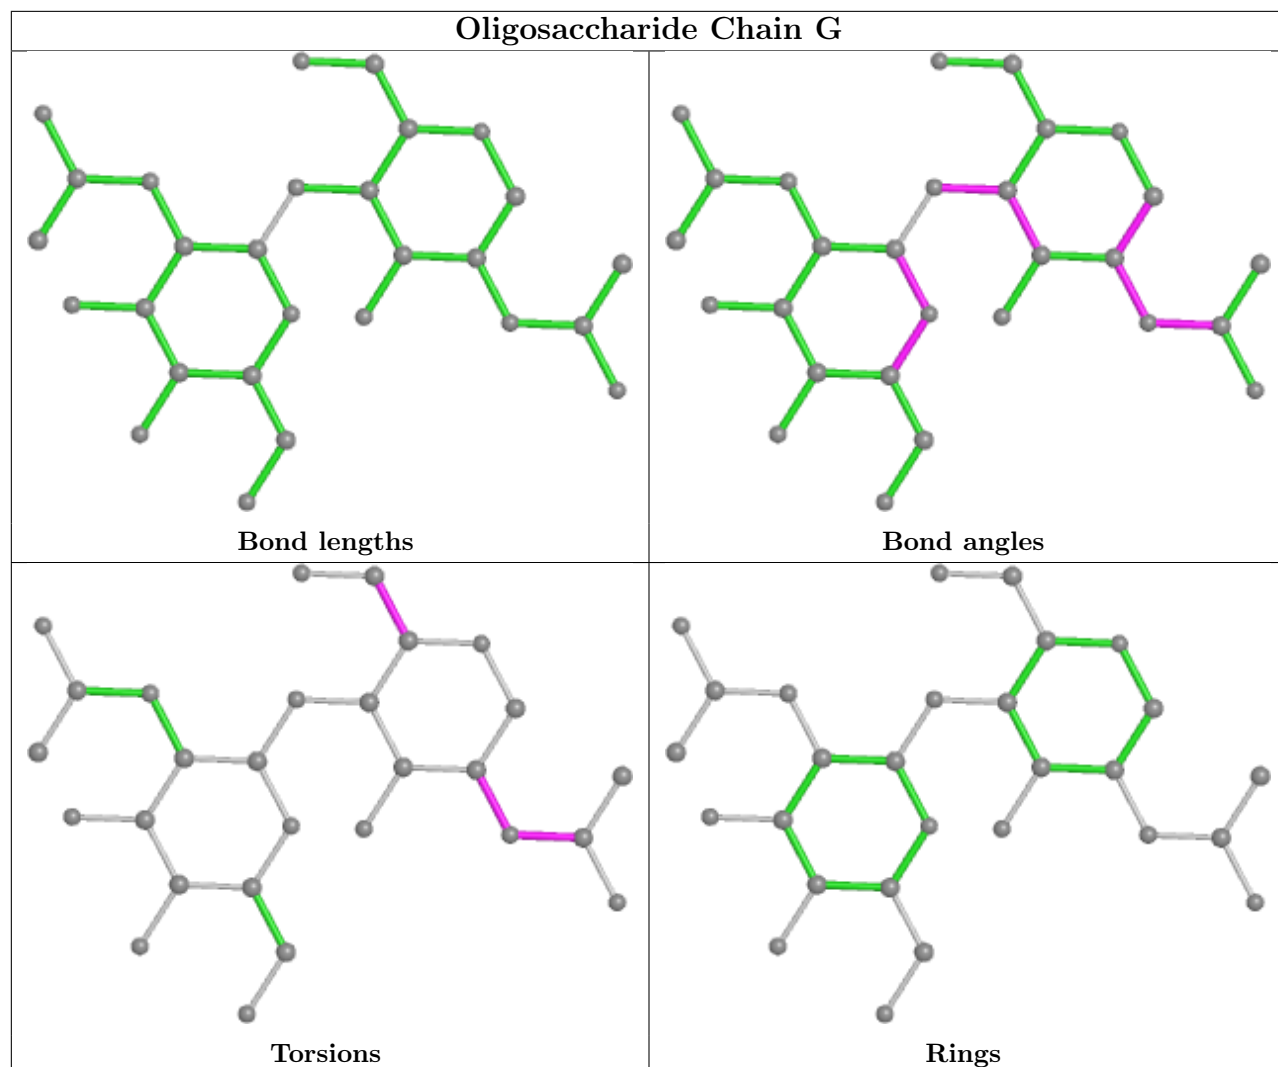 Oligosaccharide Chain G
Bond lengths
Bond angles
Torsions
Rings